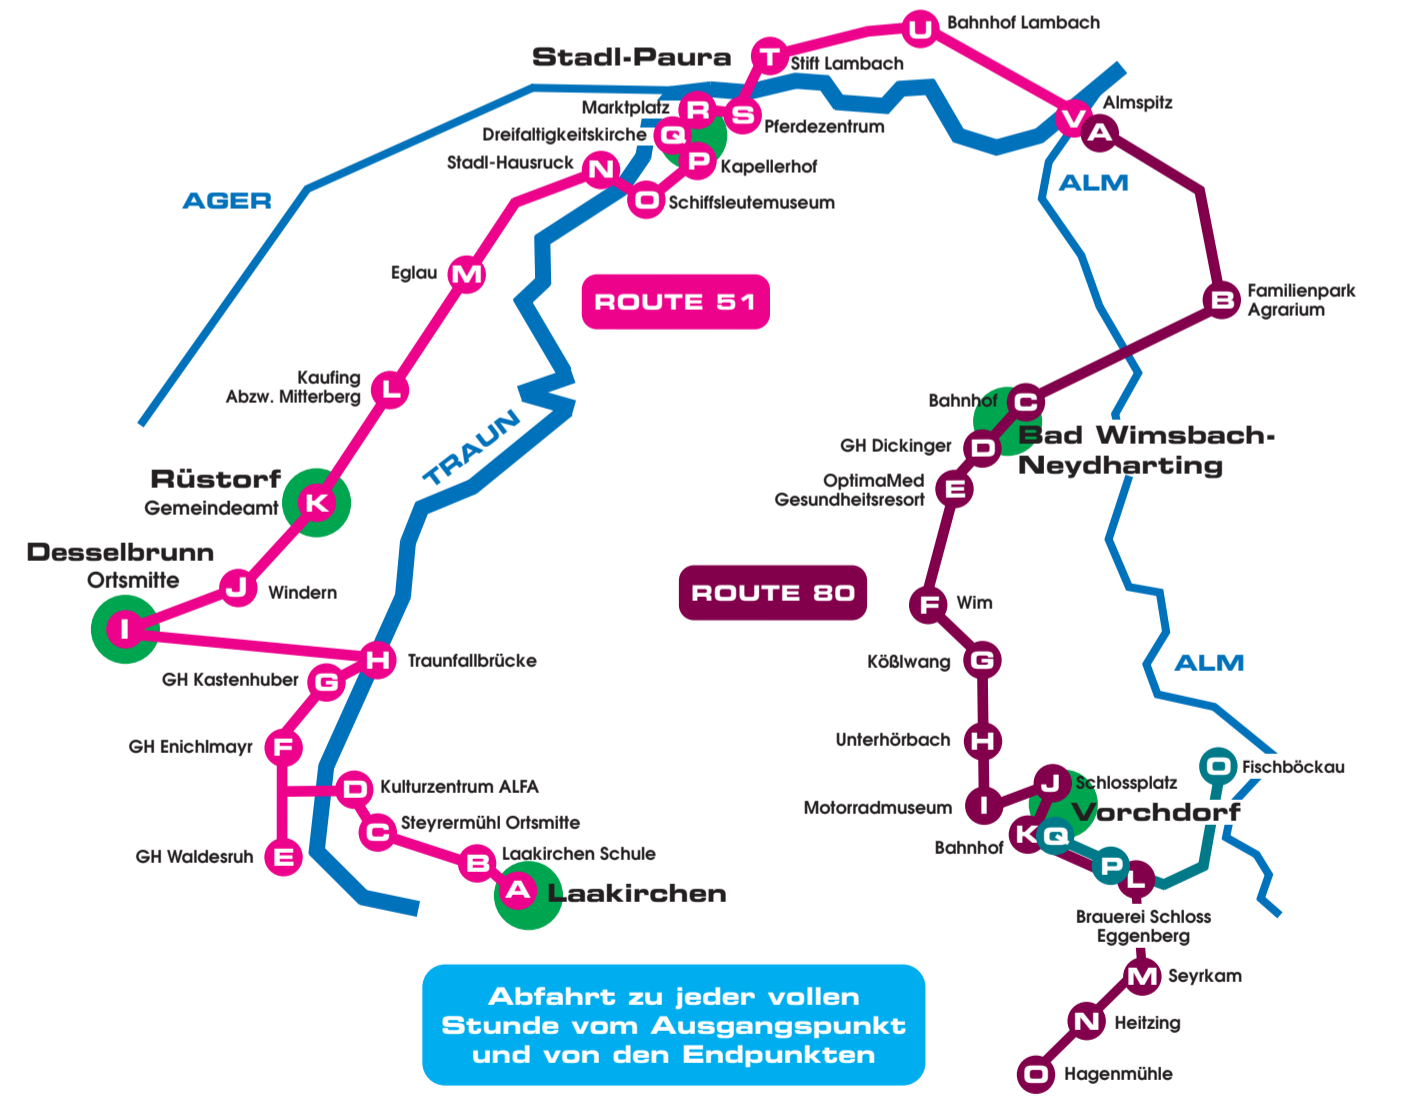 U
Bahnhof Lambach
Stadl-Paura
T
Stift Lambach
Marktplatz
R
S
Pferdezentrum
V
A
Almspitz
Dreifaltigkeitskirche
Q
Stadl-Hausruck
N
P
Kapellerhof
O
Schiffsleutemuseum
AGER
ALM
Eglau
M
ROUTE 51
B
Familienpark
Agrarium
Kaufing
Abzw. Mitterberg
L
TRAUN
Bahnhof
C
GH Dickinger
D
Bad Wimsbach-
Neydharting
OptimaMed
Gesundheitsresort
E
Rüstorf
Gemeindeamt
K
Desselbrunn
Ortsmitte
I
J
Windern
ROUTE 80
F
Wim
GH Kastenhuber
G
H
Traunfallbrücke
Kößlwang
G
ALM
GH Enichlmayr
F
Unterhörbach
H
D
Kulturzentrum ALFA
C
Steyrermühl Ortsmitte
Motorradmuseum
I
J
Schlossplatz
Vorchdorf
O
Fischböckau
GH Waldesruh
E
B
Laakirchen Schule
A
Laakirchen
Bahnhof
K
Q
P
L
Brauerei Schloss
Eggenberg
M
Seyrkam
N
Heitzing
O
Hagenmühle
Abfahrt zu jeder vollen
Stunde vom Ausgangspunkt
und von den Endpunkten